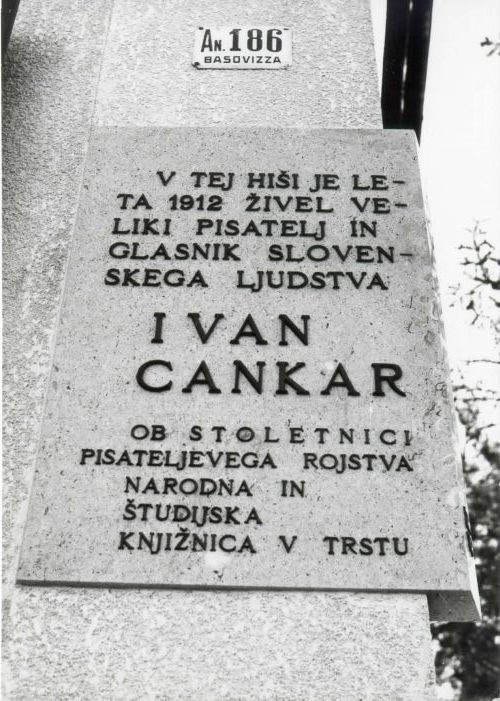 AN. 186
BASOVIZZA
V TEJ HIŠI JE LE-
TA 1912 ŽIVEL VE-
LIKI PISATELJ IN
GLASNIK SLOVEN-
SKEGA LJUDSTVA
IVAN
CANKAR
OB STOLETNICI
PISATELJEVEGA ROJSTVA
NARODNA IN
ŠTUDIJSKA
KNJIŽNICA V TRSTU